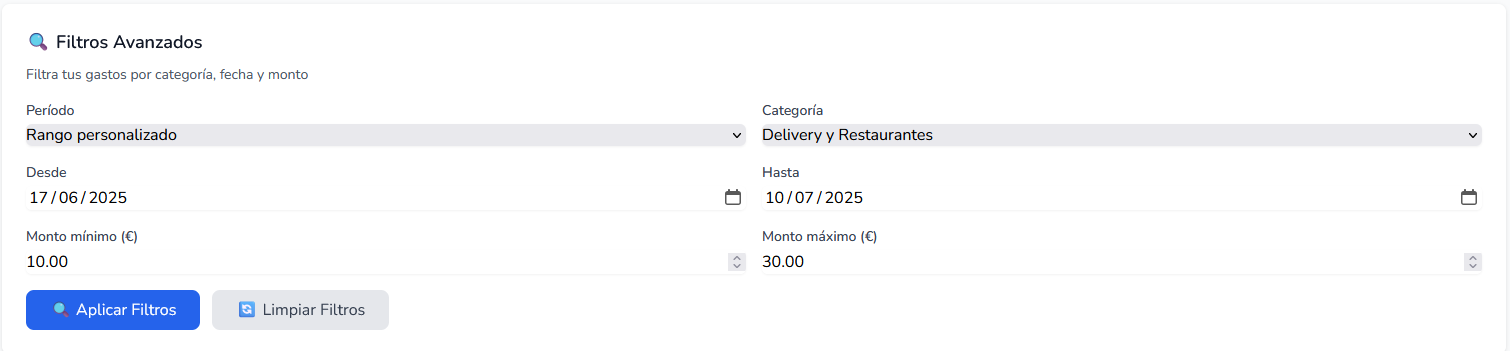 Filtros Avanzados
Filtra tus gastos por categoría, fecha y monto
Período
Categoría
Rango personalizado
Delivery y Restaurantes
Desde
Hasta
17/06/2025
10/07/2025
Monto mínimo (€)
Monto máximo (€)
10.00
30.00
Aplicar Filtros
Limpiar Filtros